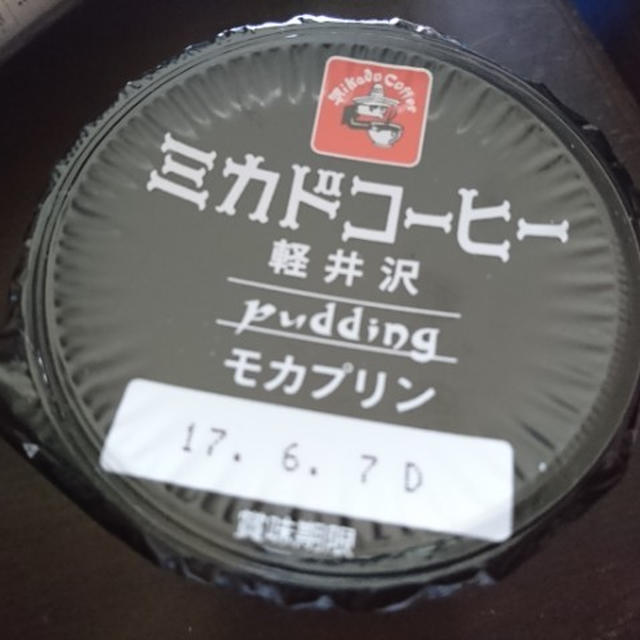 Mikado Coffee
ミカドコーヒー
軽井沢
pudding
モカプリン
17. 6. 7 D
賞味期限